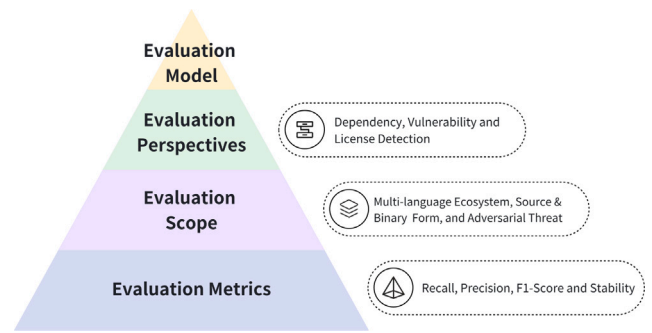 Evaluation
Model
Evaluation
Perspectives
Dependency, Vulnerability and
License Detection
Evaluation
Scope
Multi-language Ecosystem, Source &
Binary Form, and Adversarial Threat
Evaluation Metrics
Recall, Precision, F1-Score and Stability